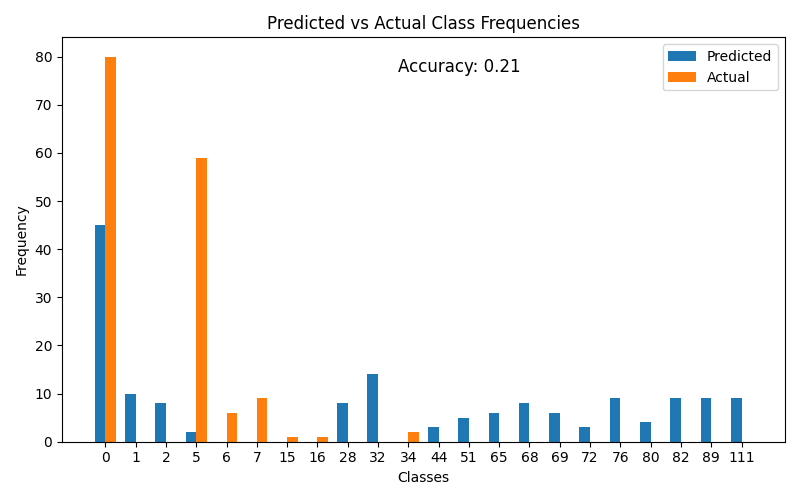 Predicted vs Actual Class Frequencies
Accuracy: 0.21
Predicted
Actual
Frequency
80
70
60
50
40
30
20
10
0
0 1 2 5 6 7 15 16 28 32 34 44 51 65 68 69 72 76 80 82 89 111
Classes